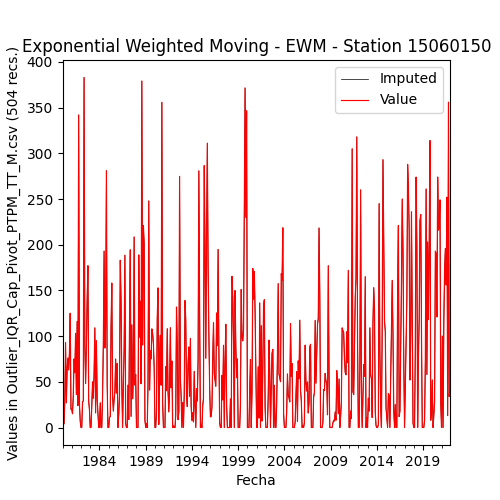 Exponential Weighted Moving - EWM - Station 15060150
Imputed
Value
Values in Outlier_IQR_Cap_Pivot_PTPM_TT_M.csv (504 recs.)
400
350
300
250
200
150
100
50
0
1984 1989 1994 1999 2004 2009 2014 2019
Fecha